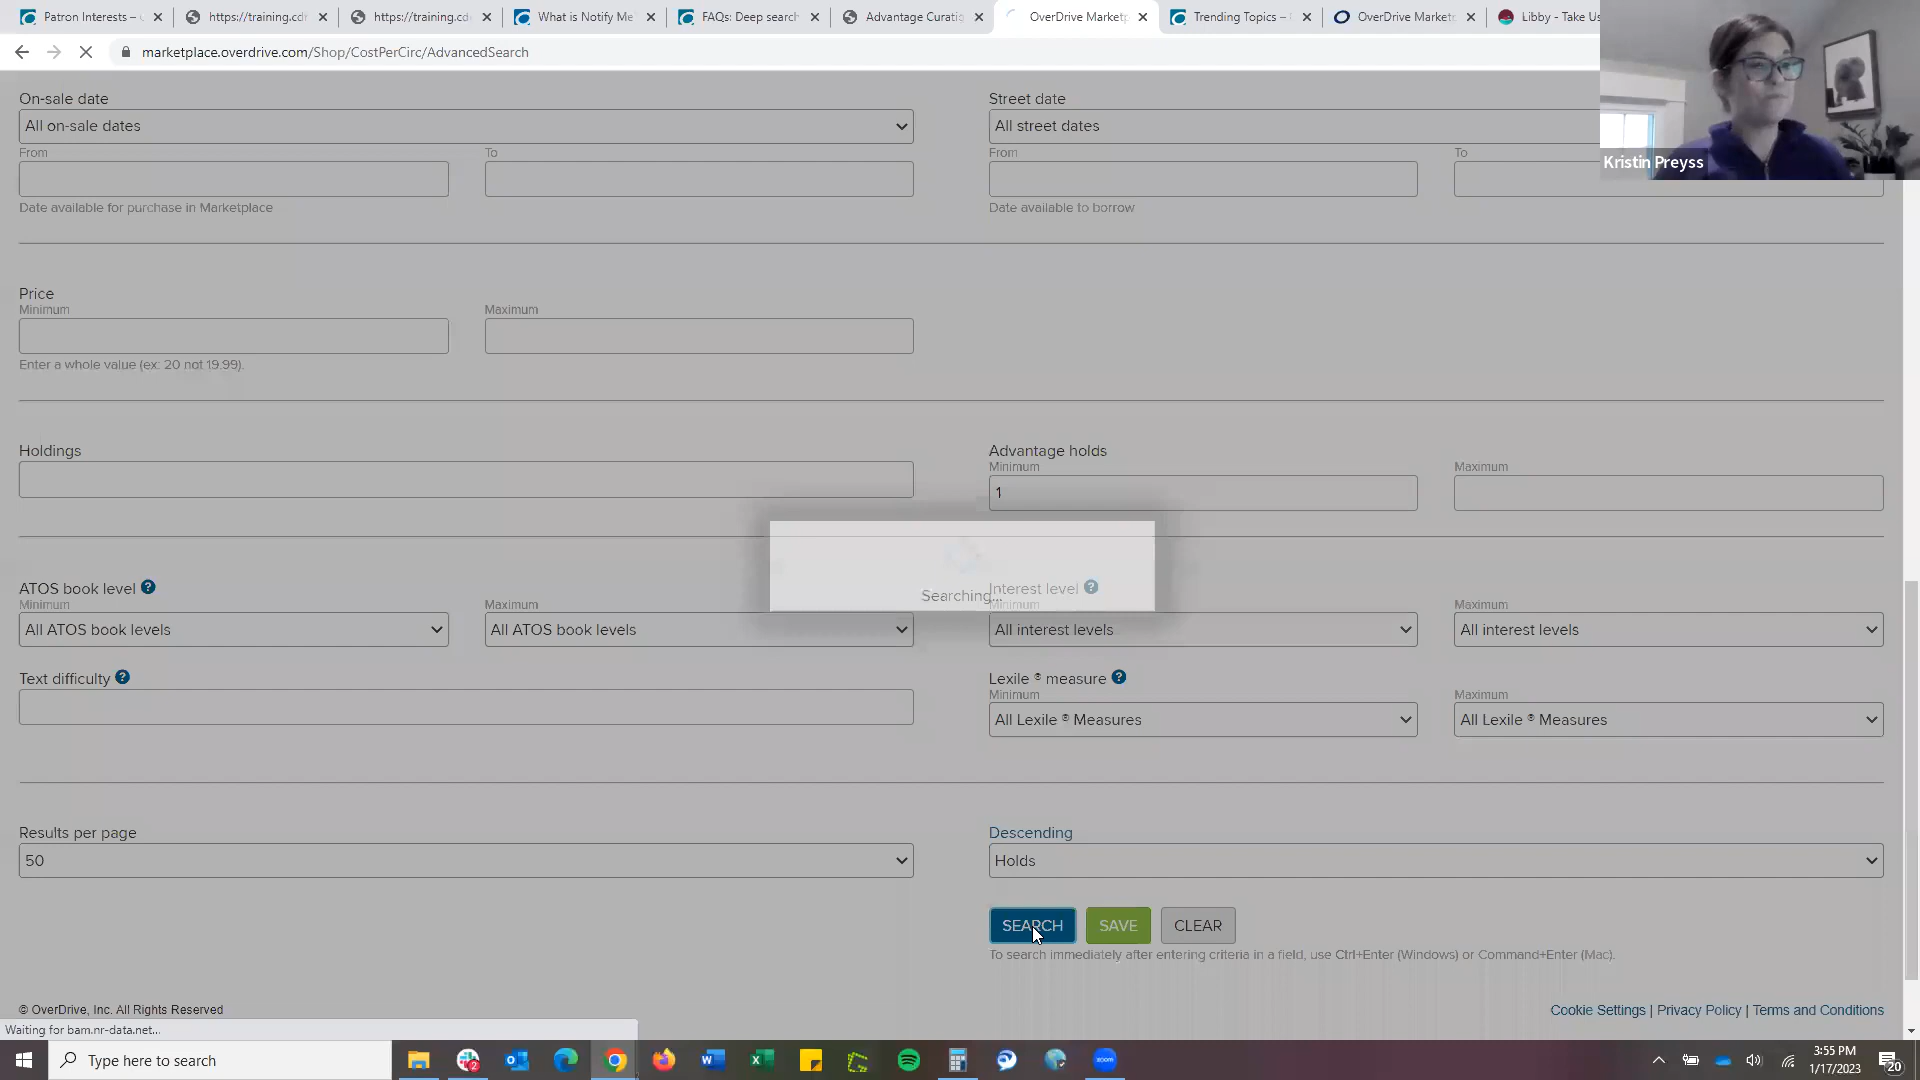 Patron Interests –
https://training.cd
https://training.cd
What is Notify Me
FAQs: Deep search
Advantage Curatio
OverDrive Marketp
Trending Topics –
OverDrive Market
Libby - Take Us
marketplace.overdrive.com/Shop/CostPerCirc/AdvancedSearch
Kristin Preyss
On-sale date
Street date
All on-sale dates
All street dates
From
To
From
To
Date available for purchase in Marketplace
Date available to borrow
Price
Minimum
Maximum
Enter a whole value (ex: 20 not 19.99).
Holdings
Advantage holds
Minimum
Maximum
1
Searching...
ATOS book level ?
Interest level ?
Minimum
Maximum
Minimum
Maximum
All ATOS book levels
All ATOS book levels
All interest levels
All interest levels
Text difficulty ?
Lexile ® measure ?
Minimum
Maximum
All Lexile ® Measures
All Lexile ® Measures
Results per page
Descending
50
Holds
SEARCH
SAVE
CLEAR
To search immediately after entering criteria in a field, use Ctrl+Enter (Windows) or Command+Enter (Mac).
© OverDrive, Inc. All Rights Reserved
Cookie Settings | Privacy Policy | Terms and Conditions
Waiting for bam.nr-data.net...
Type here to search
zoom
3:55 PM
1/17/2023
20